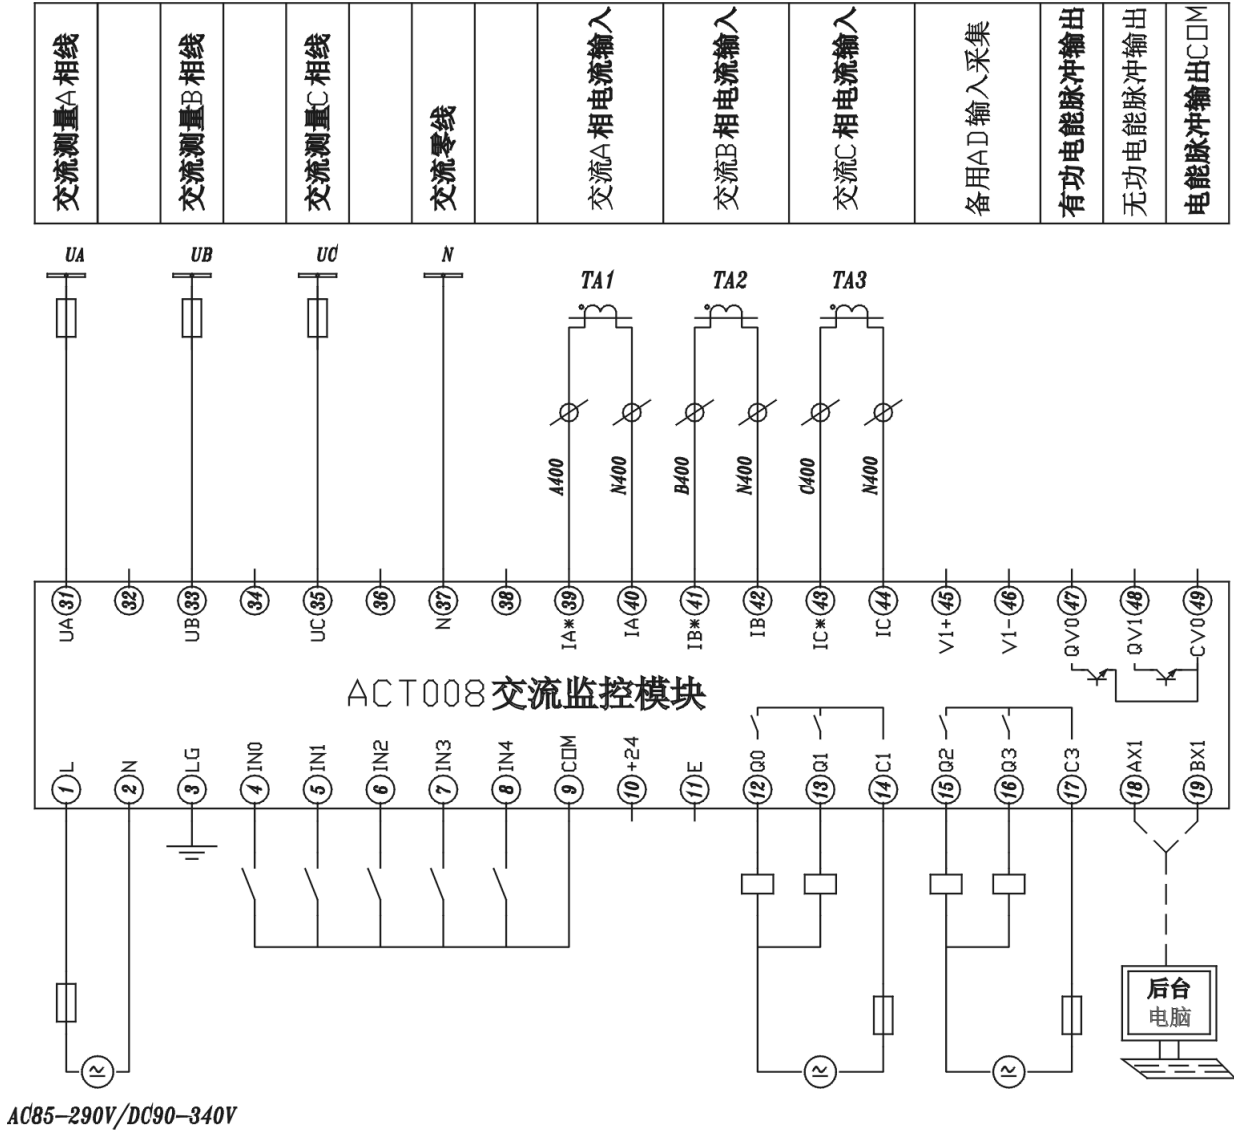 交流测量A相线
交流测量B相线
交流测量C相线
交流零线
交流A相电流输入
交流B相电流输入
交流C相电流输入
备用AD输入采集
有功电能脉冲输出
无功电能脉冲输出
电能脉冲输出COM
UA
UB
UC
N
TA1
TA2
TA3
A400
N400
B400
N400
C400
N400
31
32
33
34
35
36
37
38
39
40
41
42
43
44
45
46
47
48
49
UA
UB
UC
N
IA*
IA
IB*
IB
IC*
IC
V1+
V1-
QV0
QV1
CV0
ACT008交流监控模块
L
N
LG
IN0
IN1
IN2
IN3
IN4
COM
+24
E
Q0
Q1
C1
Q2
Q3
C3
AX1
BX1
1
2
3
4
5
6
7
8
9
10
11
12
13
14
15
16
17
18
19
后台
电脑
AC85-290V/DC90-340V